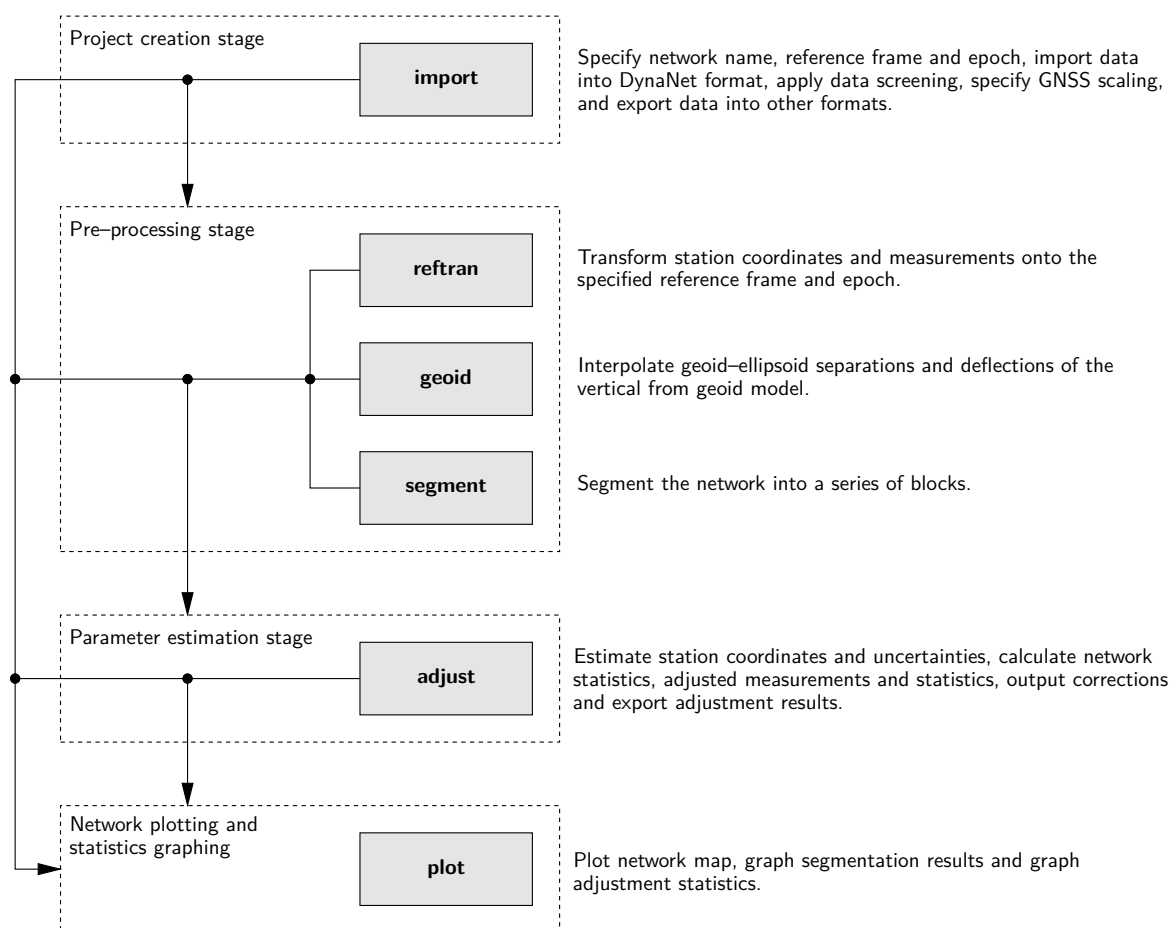 Project creation stage
import
Specify network name, reference frame and epoch, import data
into DynaNet format, apply data screening, specify GNSS scaling,
and export data into other formats.
Pre–processing stage
reftran
Transform station coordinates and measurements onto the
specified reference frame and epoch.
geoid
Interpolate geoid–ellipsoid separations and deflections of the
vertical from geoid model.
segment
Segment the network into a series of blocks.
Parameter estimation stage
adjust
Estimate station coordinates and uncertainties, calculate network
statistics, adjusted measurements and statistics, output corrections
and export adjustment results.
Network plotting and
statistics graphing
plot
Plot network map, graph segmentation results and graph
adjustment statistics.